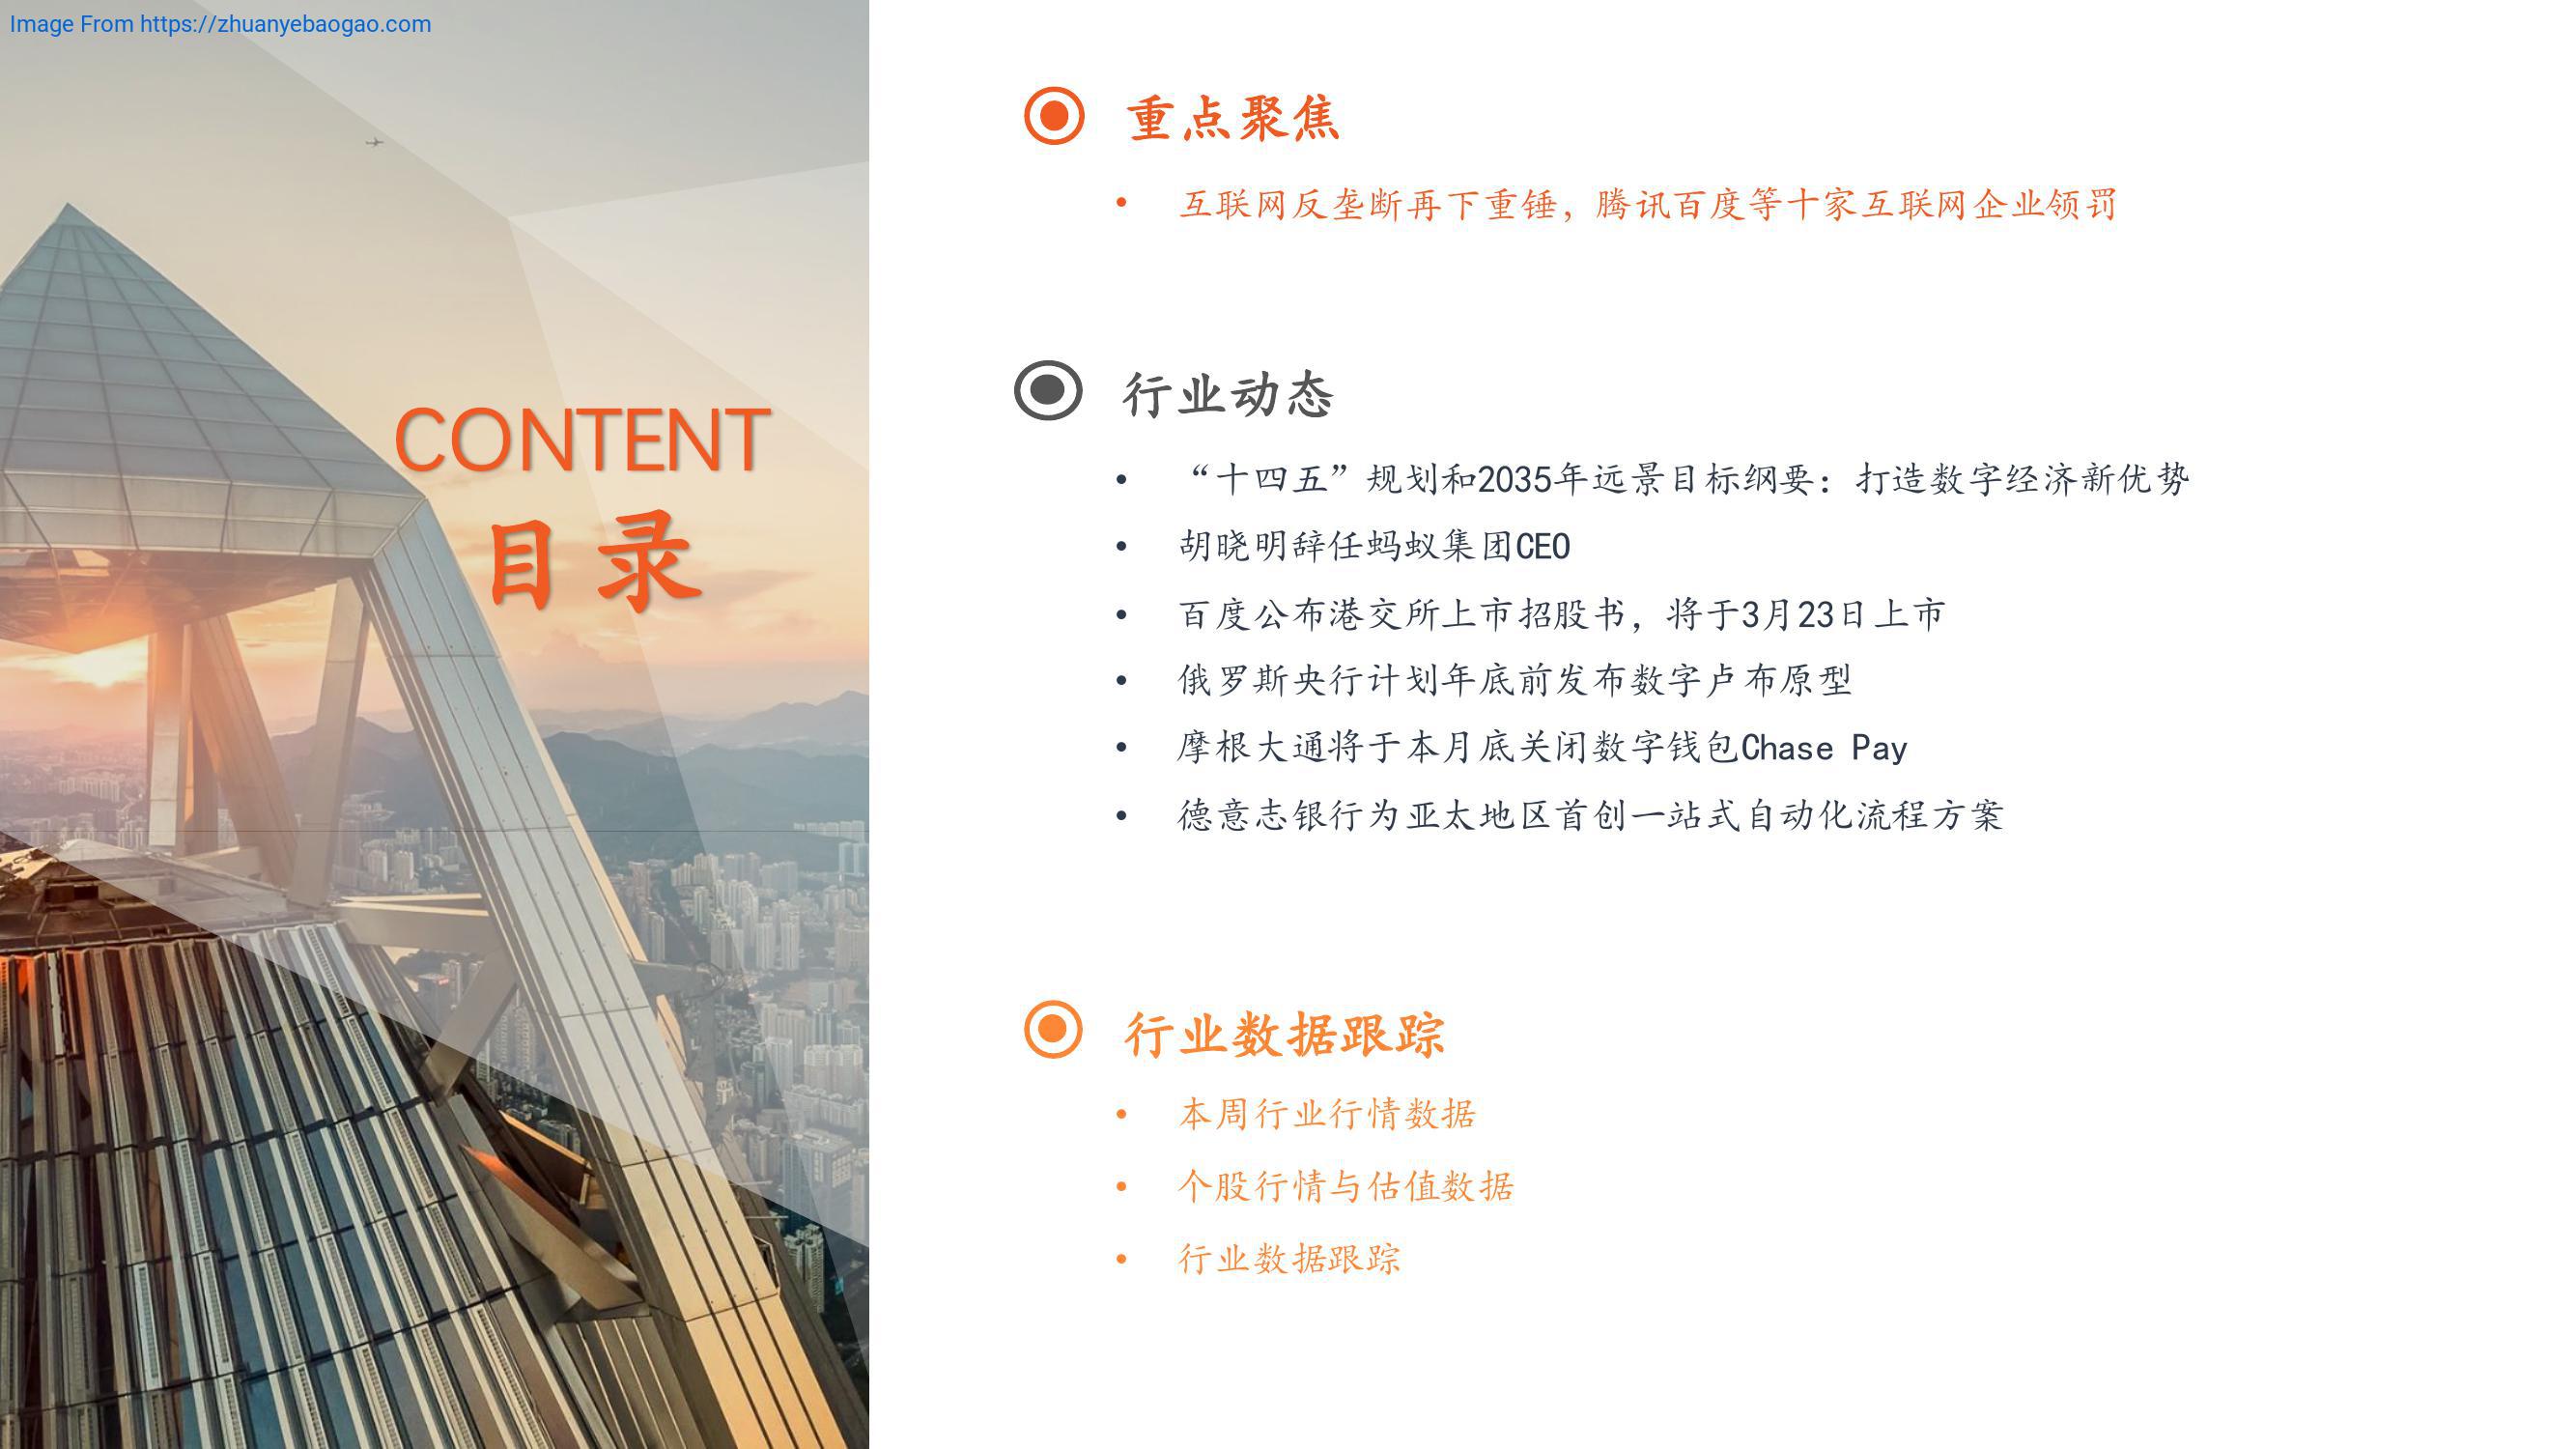 Image From https://zhuanyebaogao.com
CONTENT
目录
重点聚焦
• 互联网反垄断再下重锤，腾讯百度等十家互联网企业领罚
行业动态
• “十四五”规划和2035年远景目标纲要：打造数字经济新优势
• 胡晓明辞任蚂蚁集团CEO
• 百度公布港交所上市招股书，将于3月23日上市
• 俄罗斯央行计划年底前发布数字卢布原型
• 摩根大通将于本月底关闭数字钱包Chase Pay
• 德意志银行为亚太地区首创一站式自动化流程方案
行业数据跟踪
• 本周行业行情数据
• 个股行情与估值数据
• 行业数据跟踪